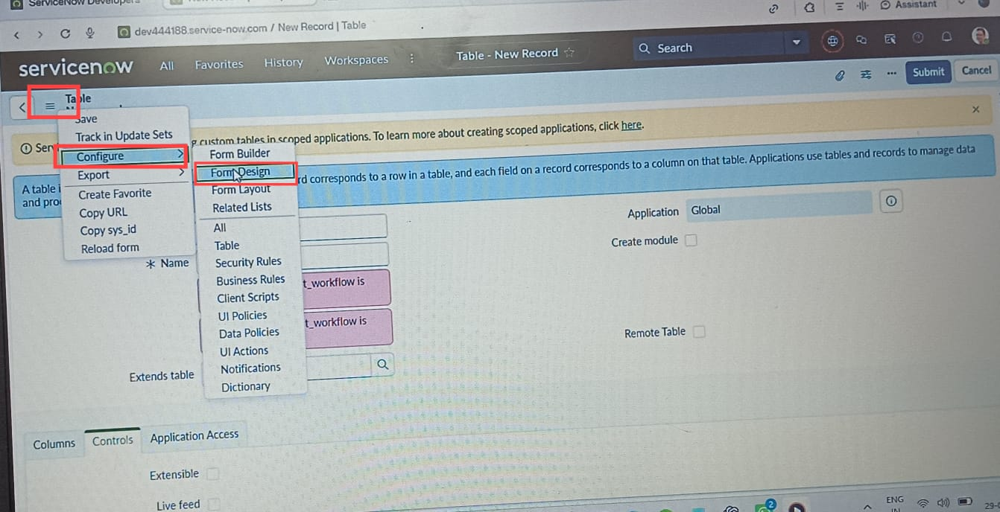 ServiceNow Developers
Assistant
dev444188.service-now.com / New Record | Table
servicenow
All
Favorites
History
Workspaces
Table - New Record
Search
Submit
Cancel
Table
Save
Track in Update Sets
Configure
Export
Create Favorite
Copy URL
Copy sys_id
Reload form
Form Builder
Form Design
Form Layout
Related Lists
All
Table
Security Rules
Business Rules
Client Scripts
UI Policies
Data Policies
UI Actions
Notifications
Dictionary
custom tables in scoped applications. To learn more about creating scoped applications, click here.
A table
corresponds to a row in a table, and each field on a record corresponds to a column on that table. Applications use tables and records to manage data
and
Application
Global
Create module
Name
t_workflow is
t_workflow is
Remote Table
Extends table
Columns
Controls
Application Access
Extensible
Live feed
2
ENG
IN
29-